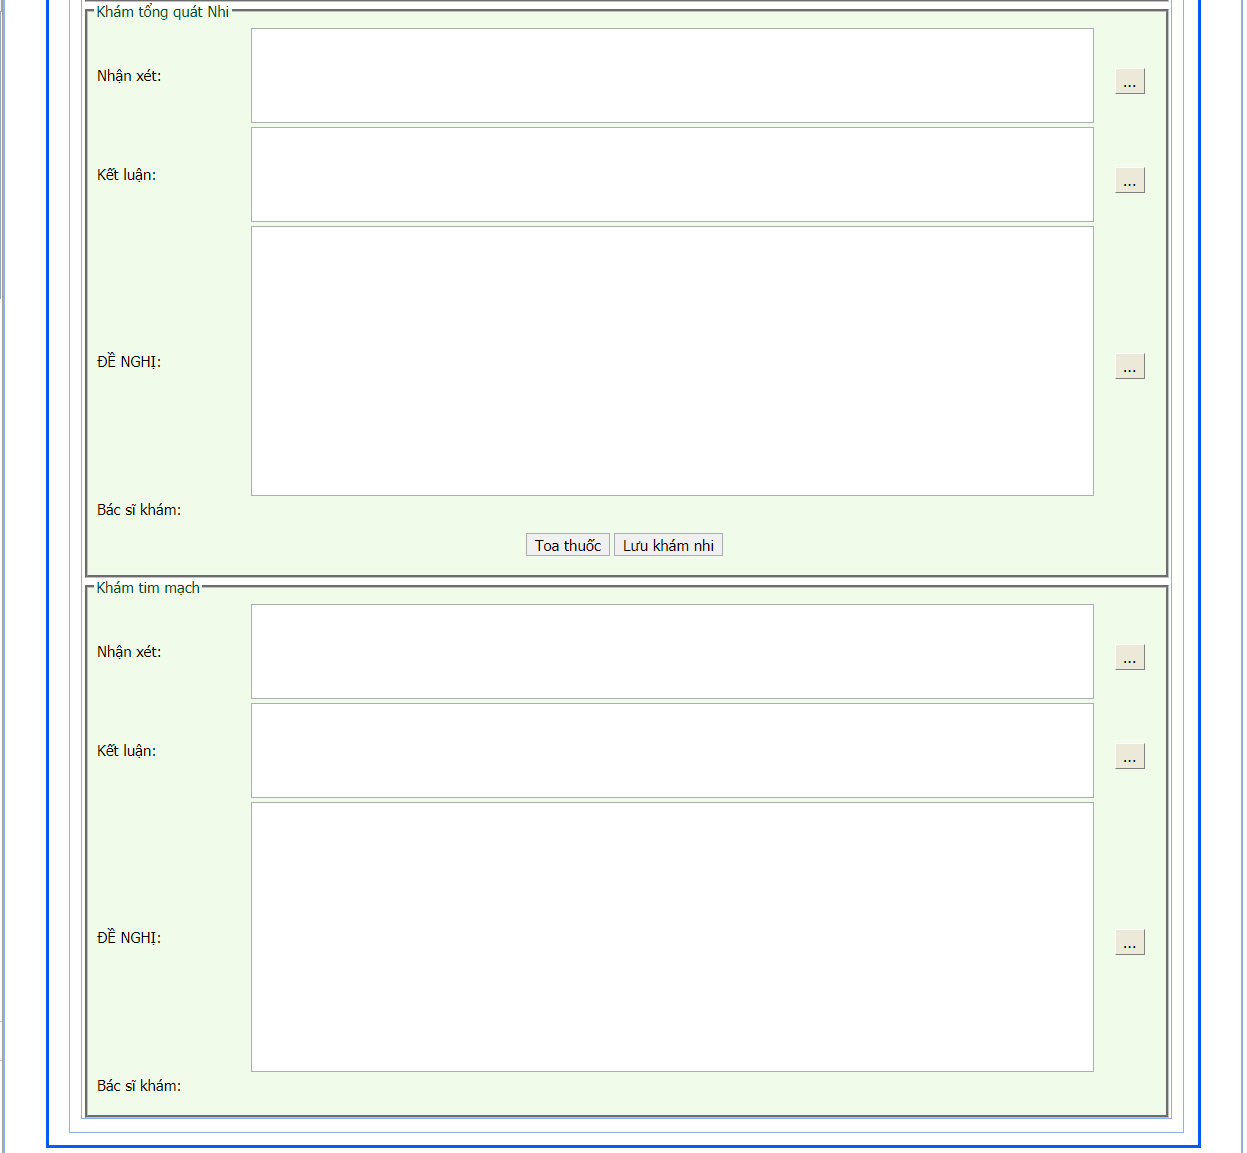 Khám tổng quát Nhi
Nhận xét:
...
Kết luận:
...
ĐỀ NGHỊ:
...
Bác sĩ khám:
Toa thuốc Lưu khám nhi
Khám tim mạch
Nhận xét:
...
Kết luận:
...
ĐỀ NGHỊ:
...
Bác sĩ khám: